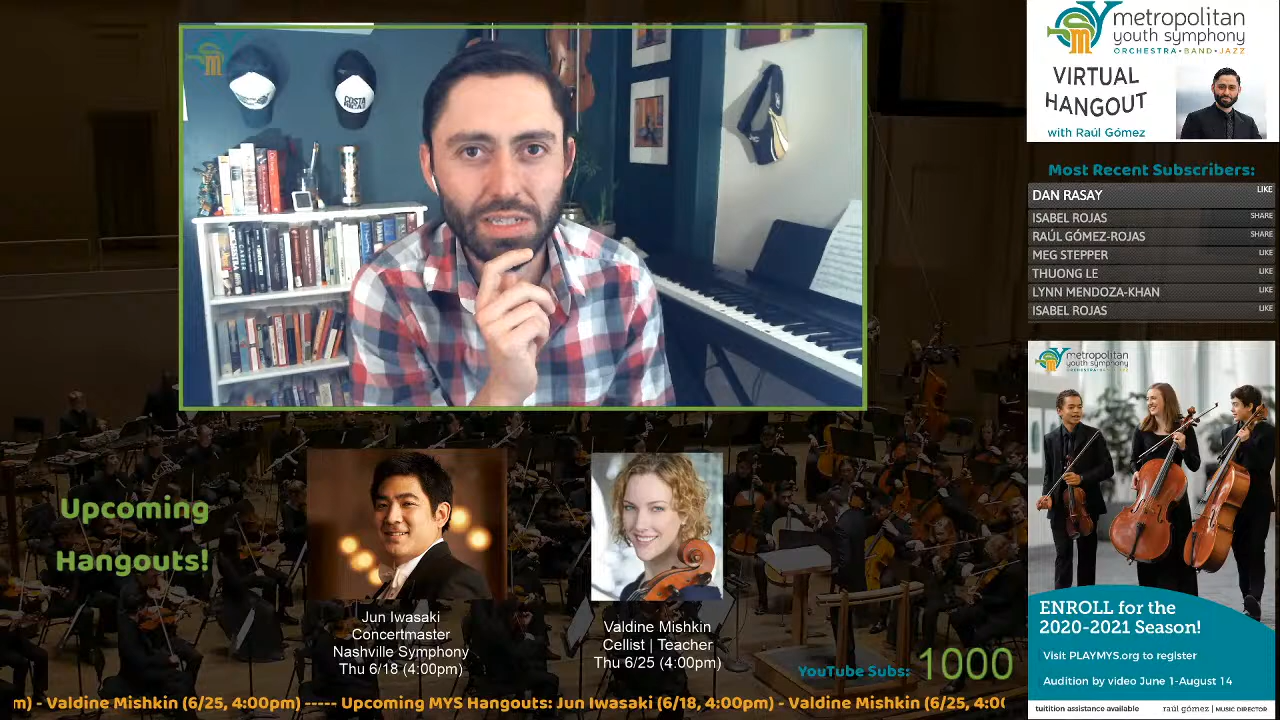 COSTA
metropolitan
youth symphony
ORCHESTRA • BAND • JAZZ
VIRTUAL
HANGOUT
with Raúl Gómez
Most Recent Subscribers:
DAN RASAY LIKE
ISABEL ROJAS SHARE
RAÚL GÓMEZ-ROJAS SHARE
MEG STEPPER LIKE
THUONG LE LIKE
LYNN MENDOZA-KHAN LIKE
ISABEL ROJAS LIKE
metropolitan
youth symphony
ENROLL for the
2020-2021 Season!
Visit PLAYMYS.org to register
Audition by video June 1-August 14
tuitition assistance available
raúl gómez | MUSIC DIRECTOR
Upcoming
Hangouts!
Jun Iwasaki
Concertmaster
Nashville Symphony
Thu 6/18 (4:00pm)
Valdine Mishkin
Cellist | Teacher
Thu 6/25 (4:00pm)
YouTube Subs: 1000
m) - Valdine Mishkin (6/25, 4:00pm) ----- Upcoming MYS Hangouts: Jun Iwasaki (6/18, 4:00pm) - Valdine Mishkin (6/25, 4:00